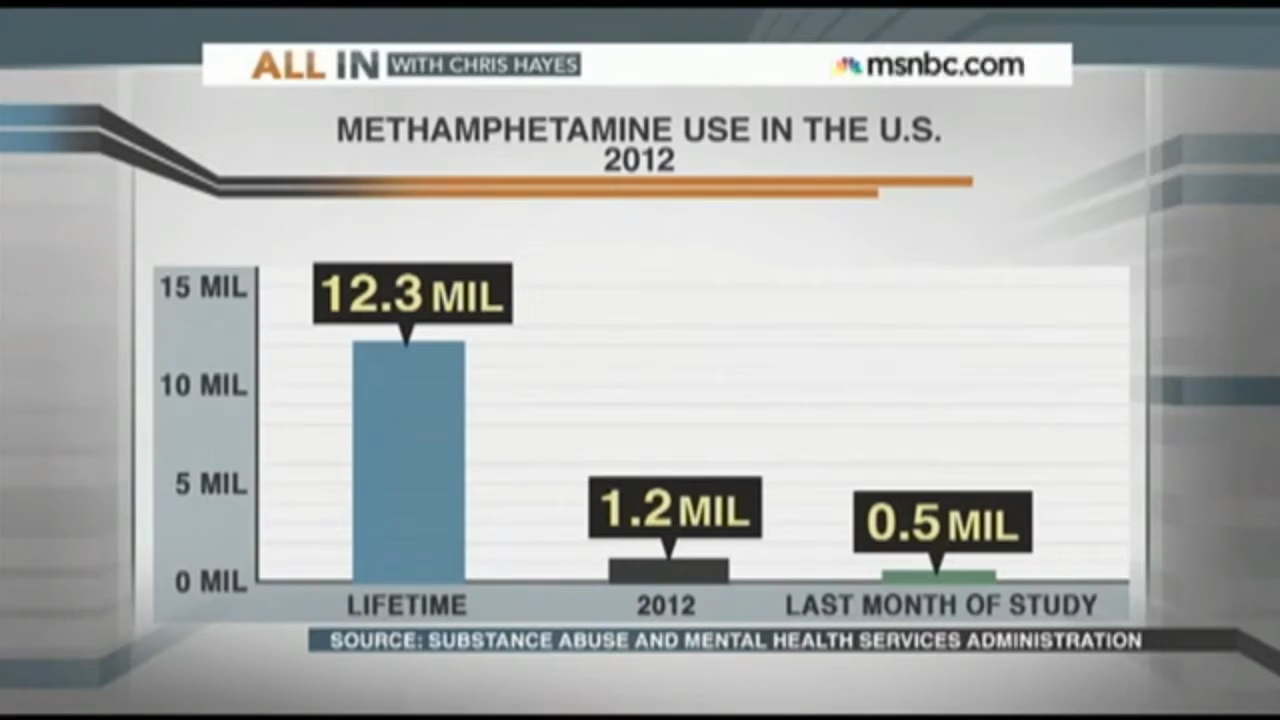 ALL IN WITH CHRIS HAYES
msnbc.com
METHAMPHETAMINE USE IN THE U.S.
2012
15 MIL
10 MIL
5 MIL
0 MIL
12.3 MIL
1.2 MIL
0.5 MIL
LIFETIME
2012
LAST MONTH OF STUDY
SOURCE: SUBSTANCE ABUSE AND MENTAL HEALTH SERVICES ADMINISTRATION